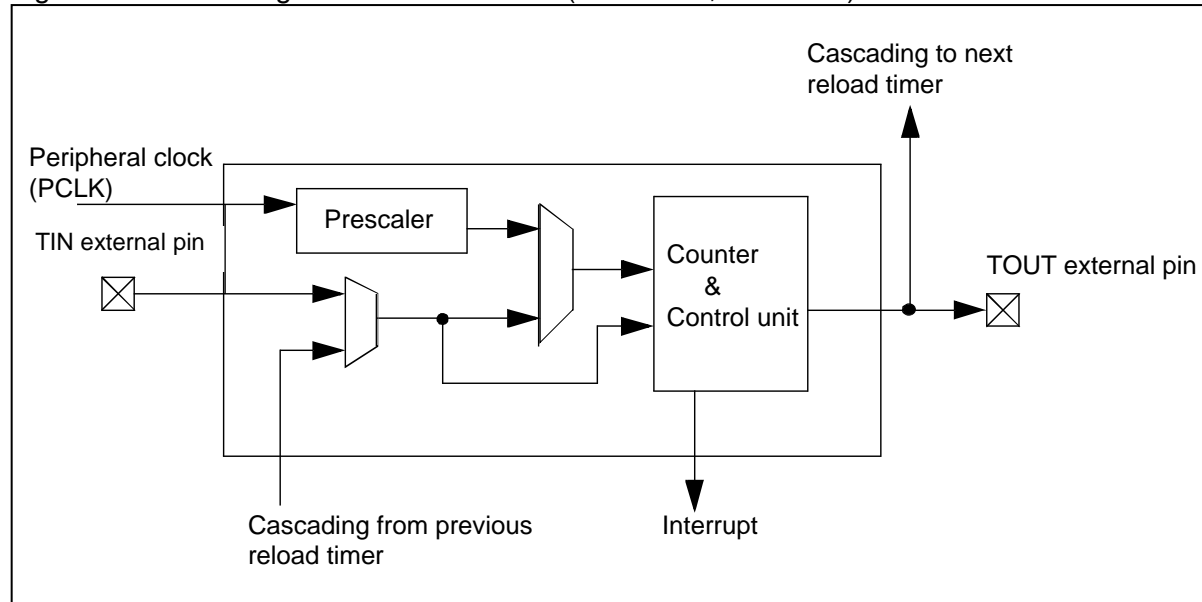 Cascading to next
reload timer
Peripheral clock
(PCLK)
Prescaler
TIN external pin
Counter
&
Control unit
TOUT external pin
Cascading from previous
reload timer
Interrupt